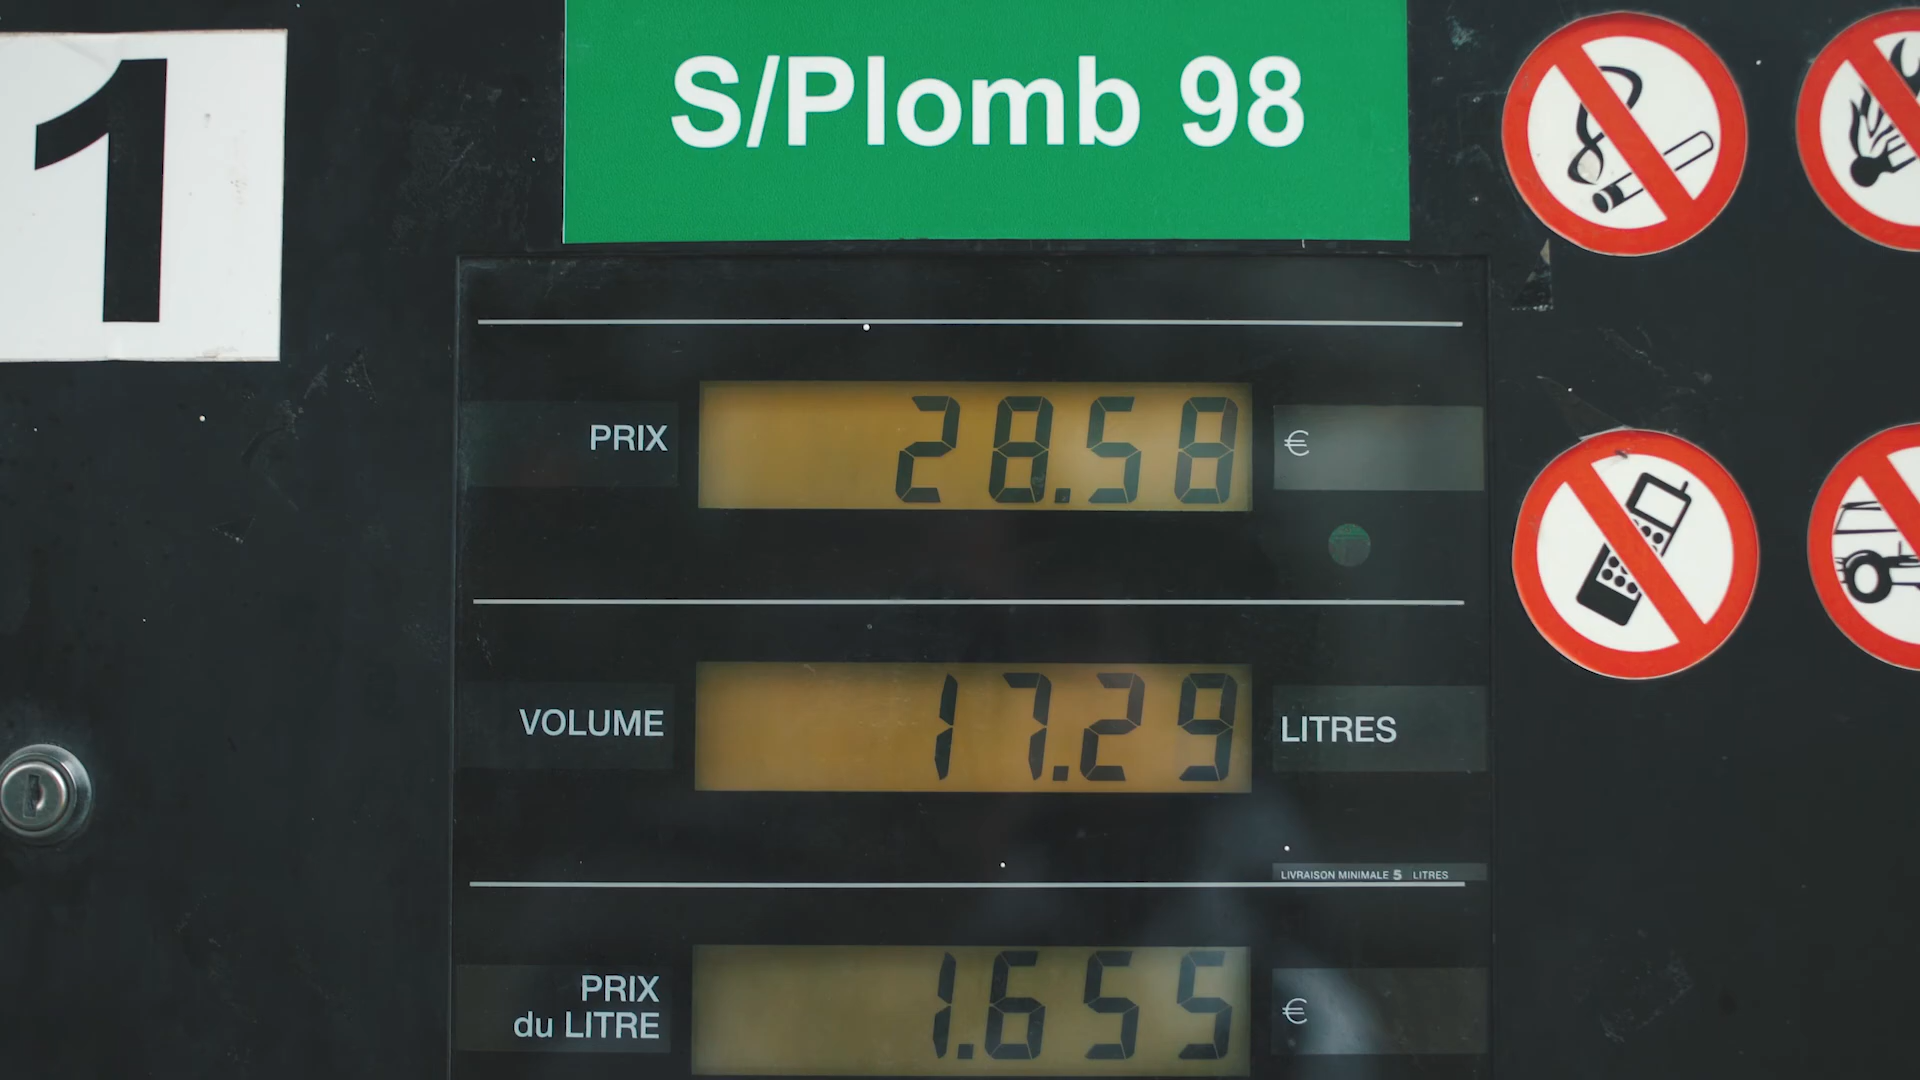 1
S/Plomb 98
PRIX 28.58 €
VOLUME 17.29 LITRES
LIVRAISON MINIMALE 5 LITRES
PRIX
du LITRE 1.655 €